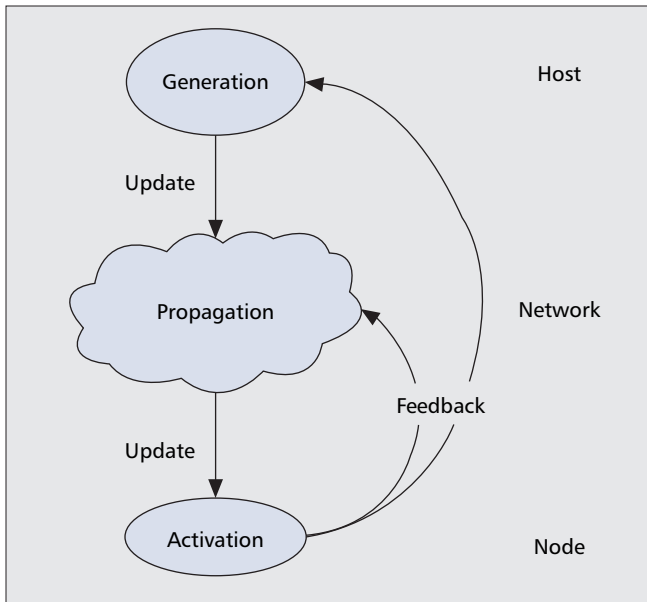 Generation
Host
Update
Propagation
Network
Feedback
Update
Activation
Node